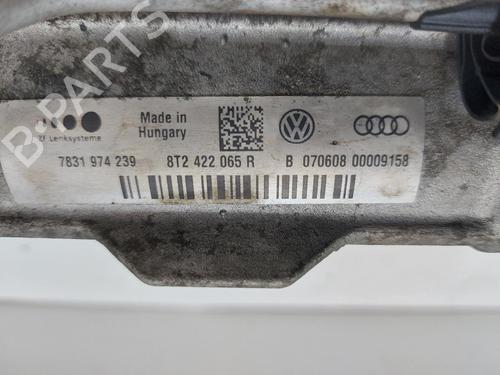 B-PARTS
ZF Lenksysteme
Made in
Hungary
7831 974 239 8T2 422 065 R B 070608 00009158